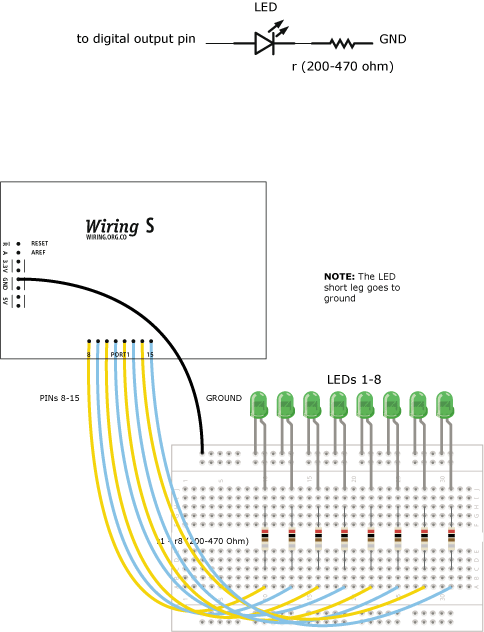 LED
to digital output pin
GND
r (200-470 ohm)
Wiring S
WIRING.ORG.CO
R
RESET
A
AREF
3.3V
GND
5V
8
PORT1
15
NOTE: The LED
short leg goes to
ground
PINs 8-15
GROUND
LEDs 1-8
r8 (200-470 Ohm)